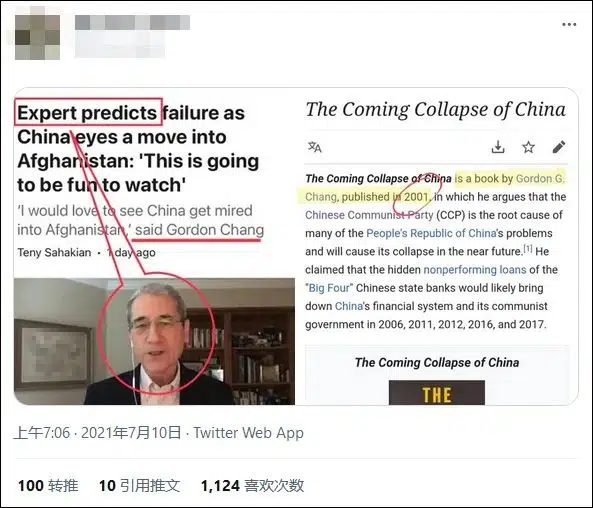 Expert predicts failure as
China eyes a move into
Afghanistan: 'This is going
to be fun to watch'
'I would love to see China get mired
into Afghanistan,' said Gordon Chang
Teny Sahakian • 1 day ago
The Coming Collapse of China
The Coming Collapse of China is a book by Gordon G.
Chang, published in 2001, in which he argues that the
Chinese Communist Party (CCP) is the root cause of
many of the People's Republic of China's problems
and will cause its collapse in the near future.[1] He
claimed that the hidden nonperforming loans of the
"Big Four" Chinese state banks would likely bring
down China's financial system and its communist
government in 2006, 2011, 2012, 2016, and 2017.
The Coming Collapse of China
THE
上午7:06 · 2021年7月10日 · Twitter Web App
100 转推 10 引用推文 1,124 喜欢次数